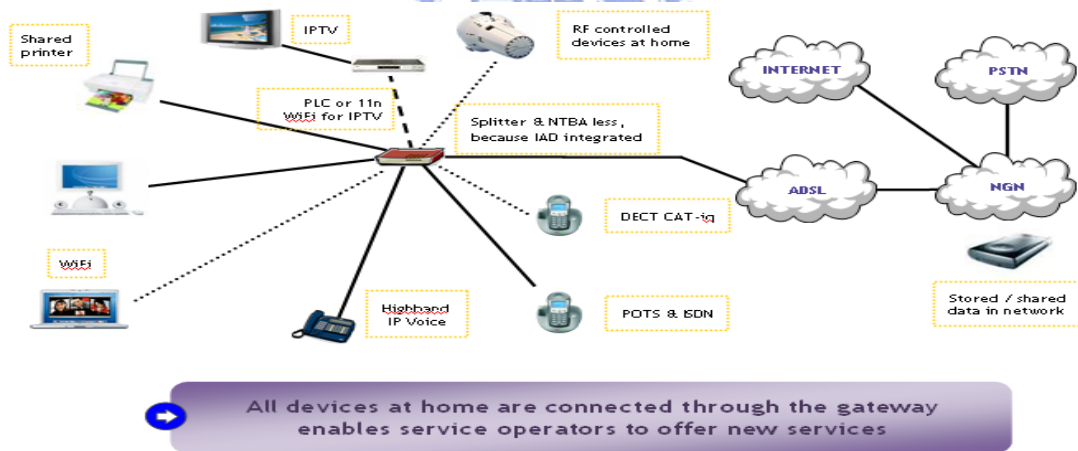 Shared
printer
IPTV
RF controlled
devices at home
PLC or 11n
WiFi for IPTV
Splitter & NTBA less,
because IAD integrated
INTERNET
PSTN
ADSL
NGN
DECT CAT-iq
WiFi
Highband
IP Voice
POTS & ISDN
Stored / shared
data in network
All devices at home are connected through the gateway
enables service operators to offer new services